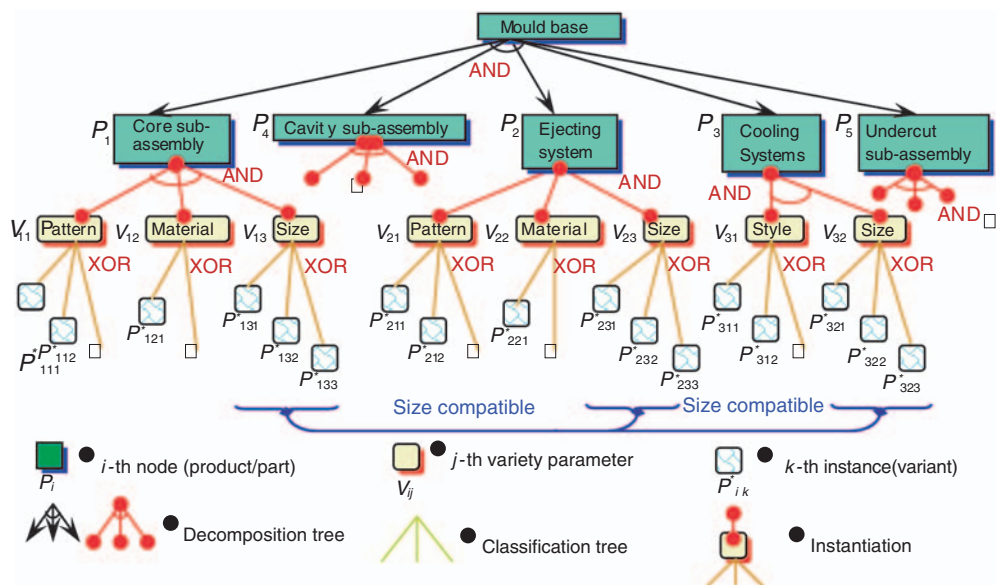 Mould base
AND
P1 Core sub-
assembly
P4 Cavity sub-assembly
P2 Ejecting
system
P3 Cooling
Systems
P5 Undercut
sub-assembly
AND
AND
AND
AND
AND
V11 Pattern
V12 Material
V13 Size
V21 Pattern
V22 Material
V23 Size
V31 Style
V32 Size
XOR
XOR
XOR
XOR
XOR
XOR
XOR
XOR
P*111
P*112
P*121
P*131
P*132
P*133
P*211
P*212
P*221
P*231
P*232
P*233
P*311
P*312
P*321
P*322
P*323
Size compatible
Size compatible
Pi
● i-th node (product/part)
Vij
● j-th variety parameter
P*ik
● k-th instance(variant)
● Decomposition tree
● Classification tree
● Instantiation